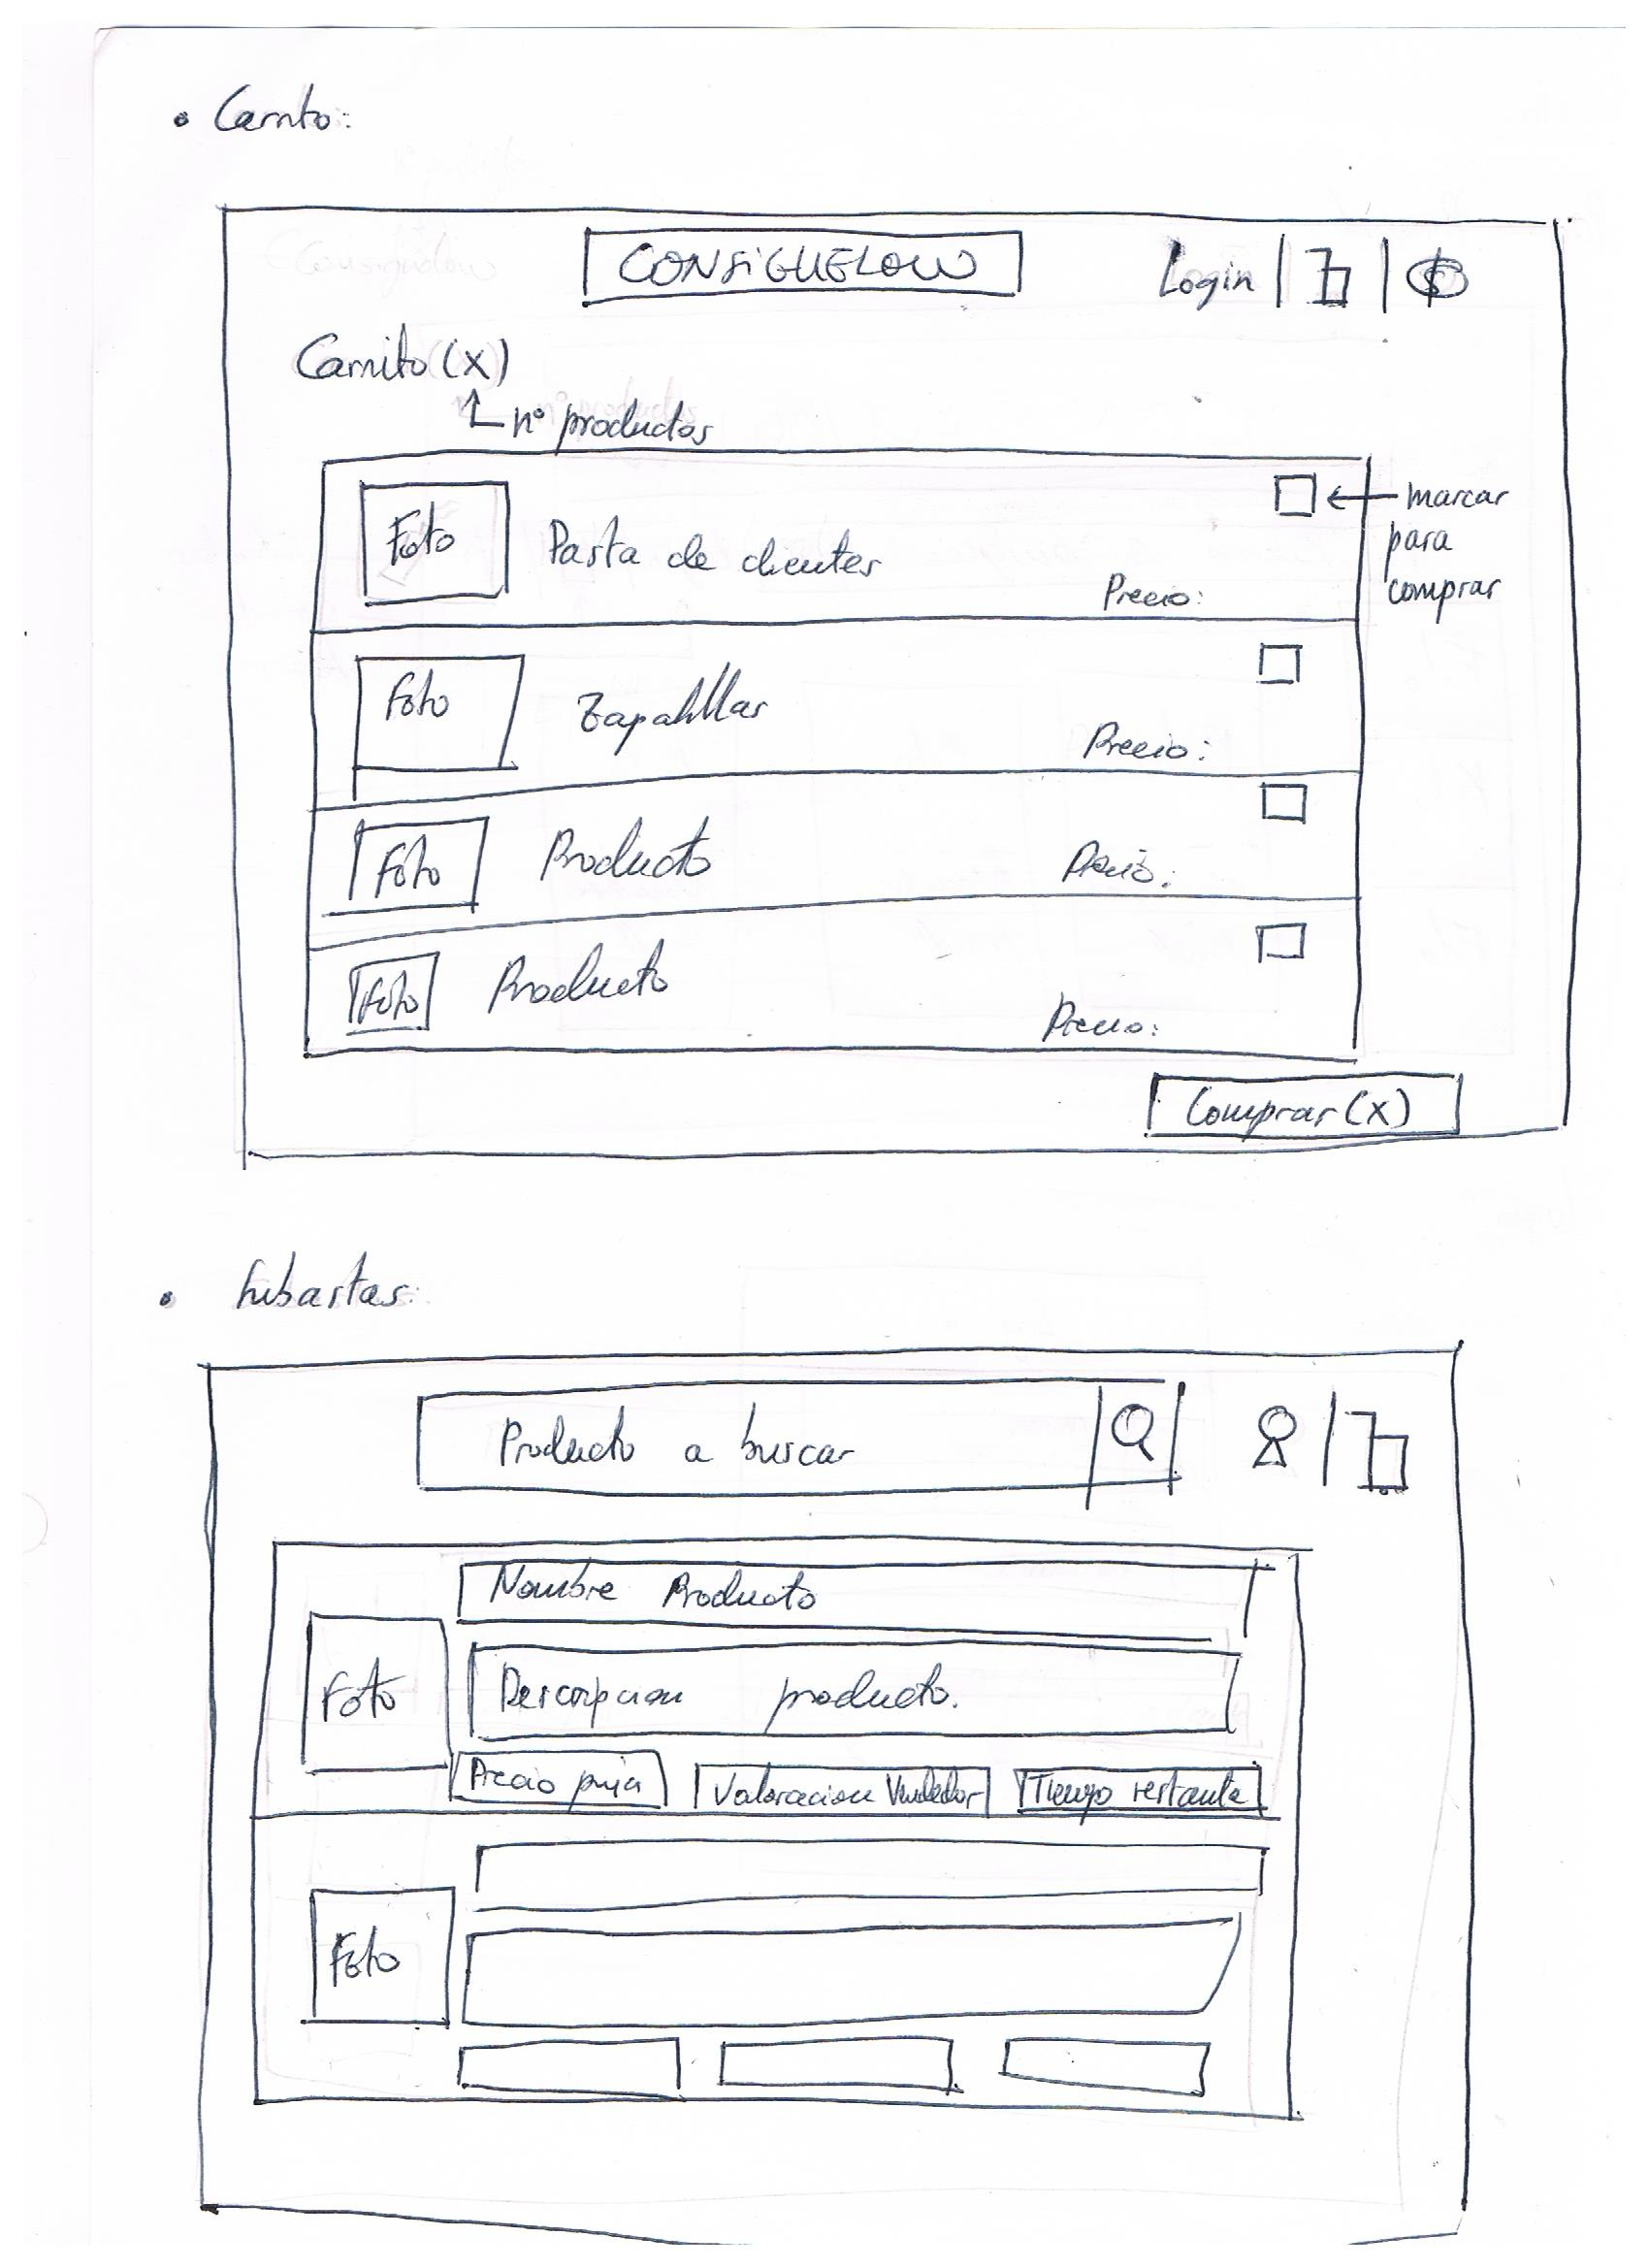 • Carrito:
CONSIGUELOW
Login | | $
Carrito (X)
nº productos
Foto Pasta de dientes Precio:
← marcar
para
comprar
Foto Zapatillas Precio:
Foto Producto Precio:
Foto Producto Precio:
Comprar (X)
• Subastas:
Producto a buscar
Nombre Producto
Foto Descripcion producto.
Precio puja Valoracion Vendedor Tiempo restante
Foto